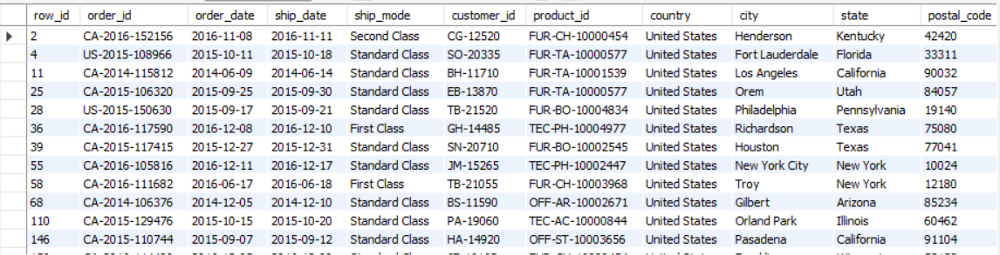 row_id order_id order_date ship_date ship_mode customer_id product_id country city state postal_code
2 CA-2016-152156 2016-11-08 2016-11-11 Second Class CG-12520 FUR-CH-10000454 United States Henderson Kentucky 42420
4 US-2015-108966 2015-10-11 2015-10-18 Standard Class SO-20335 FUR-TA-10000577 United States Fort Lauderdale Florida 33311
11 CA-2014-115812 2014-06-09 2014-06-14 Standard Class BH-11710 FUR-TA-10001539 United States Los Angeles California 90032
25 CA-2015-106320 2015-09-25 2015-09-30 Standard Class EB-13870 FUR-TA-10000577 United States Orem Utah 84057
28 US-2015-150630 2015-09-17 2015-09-21 Standard Class TB-21520 FUR-BO-10004834 United States Philadelphia Pennsylvania 19140
36 CA-2016-117590 2016-12-08 2016-12-10 First Class GH-14485 TEC-PH-10004977 United States Richardson Texas 75080
39 CA-2015-117415 2015-12-27 2015-12-31 Standard Class SN-20710 FUR-BO-10002545 United States Houston Texas 77041
55 CA-2016-105816 2016-12-11 2016-12-17 Standard Class JM-15265 TEC-PH-10002447 United States New York City New York 10024
58 CA-2016-111682 2016-06-17 2016-06-18 First Class TB-21055 FUR-CH-10003968 United States Troy New York 12180
68 CA-2014-106376 2014-12-05 2014-12-10 Standard Class BS-11590 OFF-AR-10002671 United States Gilbert Arizona 85234
110 CA-2015-129476 2015-10-15 2015-10-20 Standard Class PA-19060 TEC-AC-10000844 United States Orland Park Illinois 60462
146 CA-2015-110744 2015-09-07 2015-09-12 Standard Class HA-14920 OFF-ST-10003656 United States Pasadena California 91104